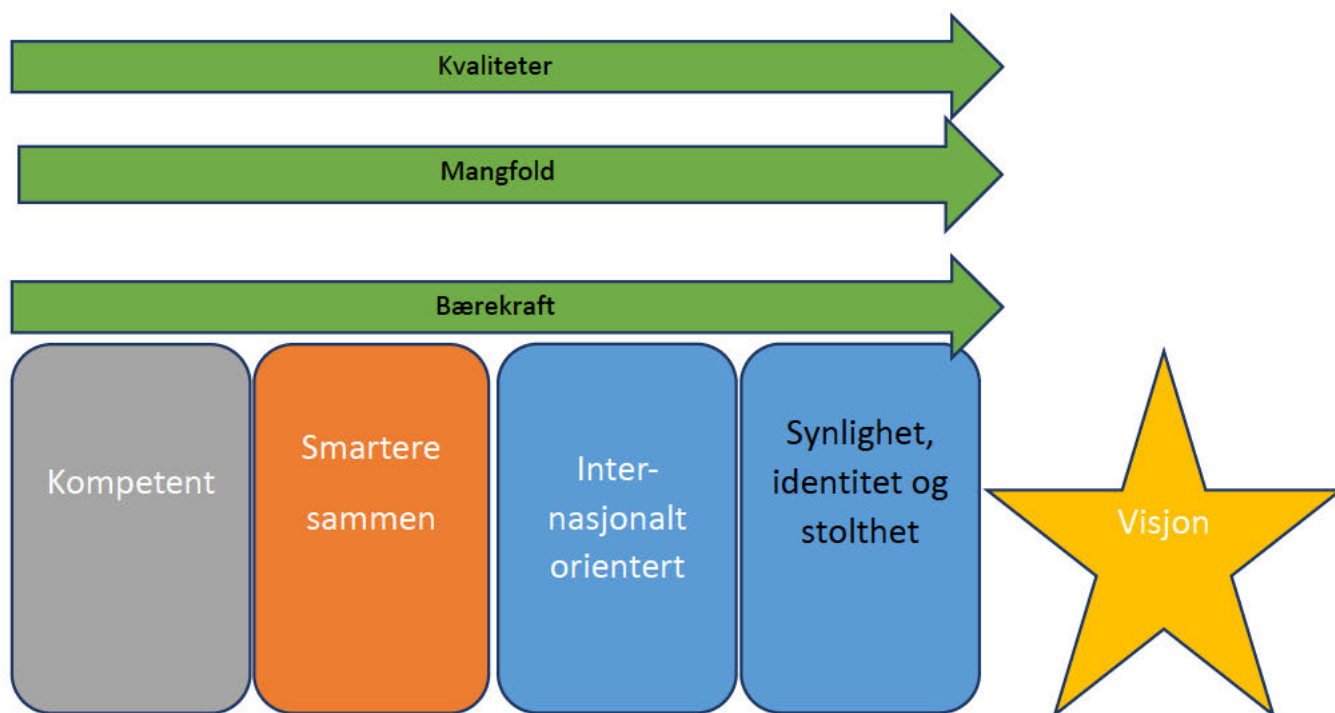 Kvaliteter
Mangfold
Bærekraft
Kompetent
Smartere
sammen
Inter-
nasjonalt
orientert
Synlighet,
identitet og
stolthet
Visjon